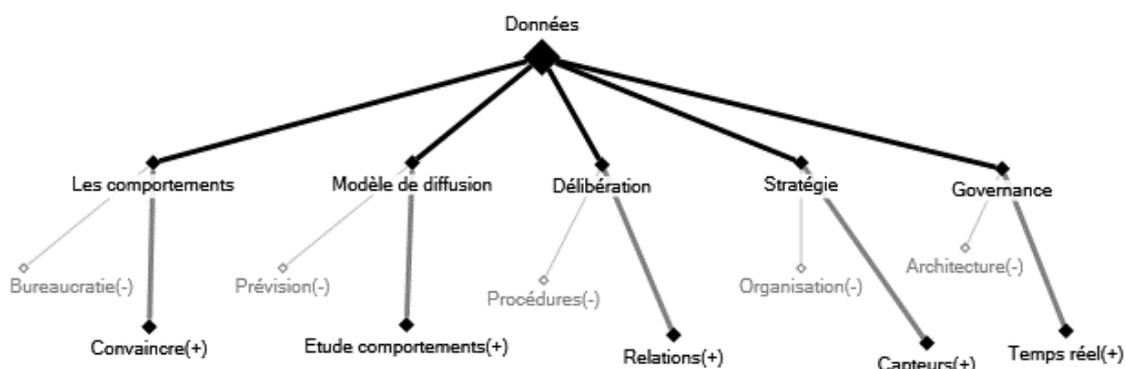 Données
Les comportements
Modèle de diffusion
Délibération
Stratégie
Governance
Bureaucratie(-)
Prévision(-)
Procédures(-)
Organisation(-)
Architecture(-)
Convaincre(+)
Etude comportements(+)
Relations(+)
Capteurs(+)
Temps réel(+)